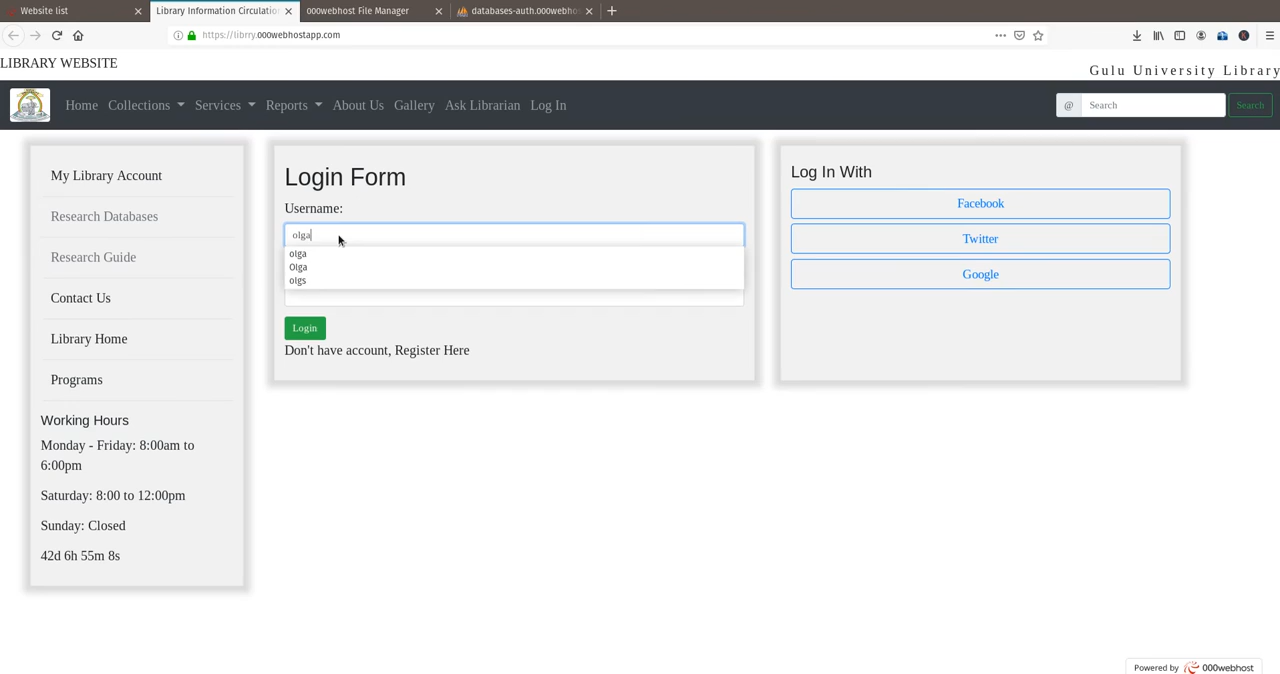 Website list
Library Information Circulatio
000webhost File Manager
databases-auth.000webhos
https://librry.000webhostapp.com
LIBRARY WEBSITE
Gulu University Library
Home
Collections
Services
Reports
About Us
Gallery
Ask Librarian
Log In
@
Search
Search
My Library Account
Research Databases
Research Guide
Contact Us
Library Home
Programs
Working Hours
Monday - Friday: 8:00am to
6:00pm
Saturday: 8:00 to 12:00pm
Sunday: Closed
42d 6h 55m 8s
Login Form
Username:
olga
olga
Olga
olgs
Login
Don't have account, Register Here
Log In With
Facebook
Twitter
Google
Powered by 000webhost